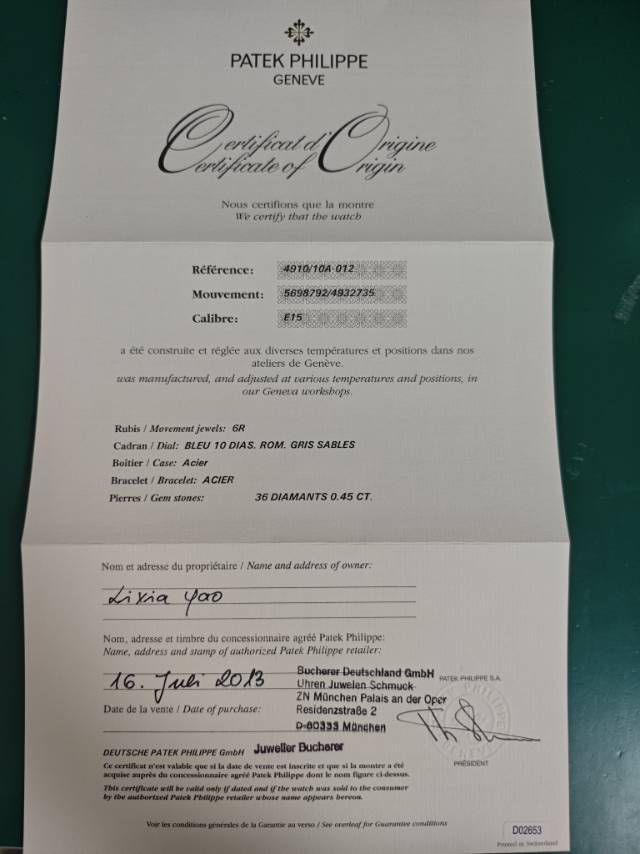 PATEK PHILIPPE
GENEVE
Certificat d'Origine
Certificate of Origin
Nous certifions que la montre
We certify that the watch
Référence: 4910/10A-012
Mouvement: 5698792/4932735
Calibre: E15
a été construite et réglée aux diverses températures et positions dans nos
ateliers de Genève.
was manufactured, and adjusted at various temperatures and positions, in
our Geneva workshops.
Rubis / Movement jewels: 6R
Cadran / Dial: BLEU 10 DIAS. ROM. GRIS SABLES
Boîtier / Case: Acier
Bracelet / Bracelet: ACIER
Pierres / Gem stones: 36 DIAMANTS 0.45 CT.
Nom et adresse du propriétaire / Name and address of owner:
Lixia Yao
Nom, adresse et timbre du concessionnaire agréé Patek Philippe:
Name, address and stamp of authorized Patek Philippe retailer:
16. Juli 2013
Bucherer Deutschland GmbH
Uhren Juwelen Schmuck
ZN München Palais an der Oper
Residenzstraße 2
D-80333 München
PATEK PHILIPPE S.A.
Date de la vente / Date of purchase:
PRÉSIDENT
DEUTSCHE PATEK PHILIPPE GmbH Juwelier Bucherer
Ce certificat n'est valable que si la date de vente est inscrite et que si la montre a été
acquise auprès du concessionnaire agréé Patek Philippe dont le nom figure ci-dessus.
This certificate will be valid only if dated and if the watch was sold to the consumer
by the authorized Patek Philippe retailer whose name appears hereon.
Voir les conditions générales de la Garantie au verso / See overleaf for Guarantee conditions
D02653
Printed in Switzerland